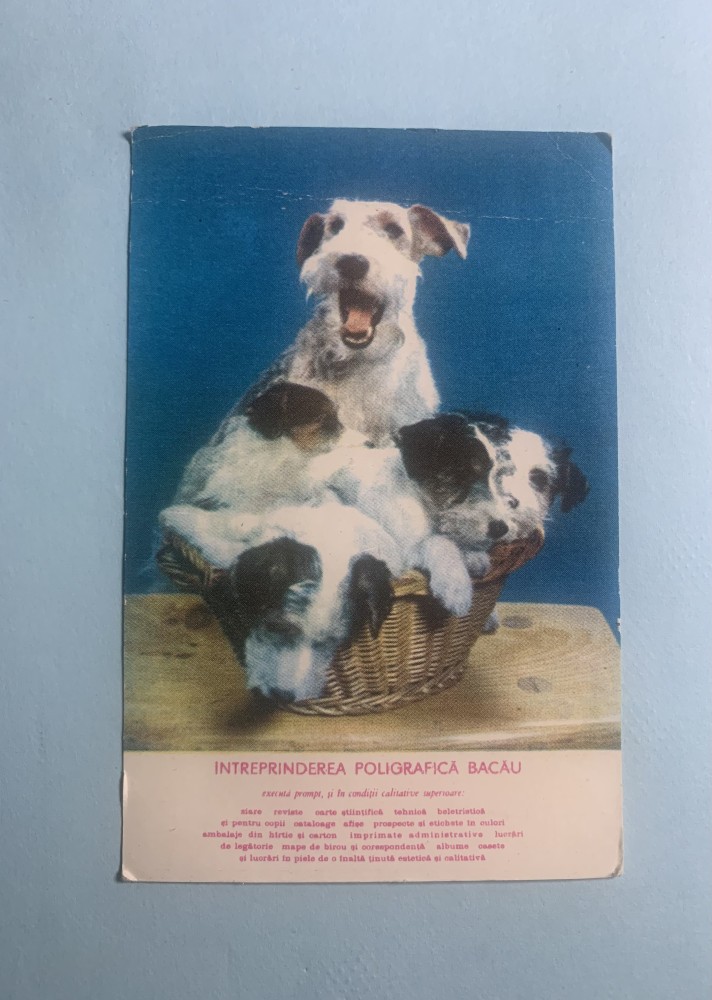 INTREPRINDEREA POLIGRAFICĂ BACĂU
execută prompt, și în condiții calitative superioare:
ziare reviste carte științifică tehnică beletristică
și pentru copii cataloage afișe prospecte și etichete în culori
ambalaje din hîrtie și carton imprimate administrative lucrări
de legătorie mape de birou și corespondență albume casete
și lucrări în piele de o înaltă ținută estetică și calitativă